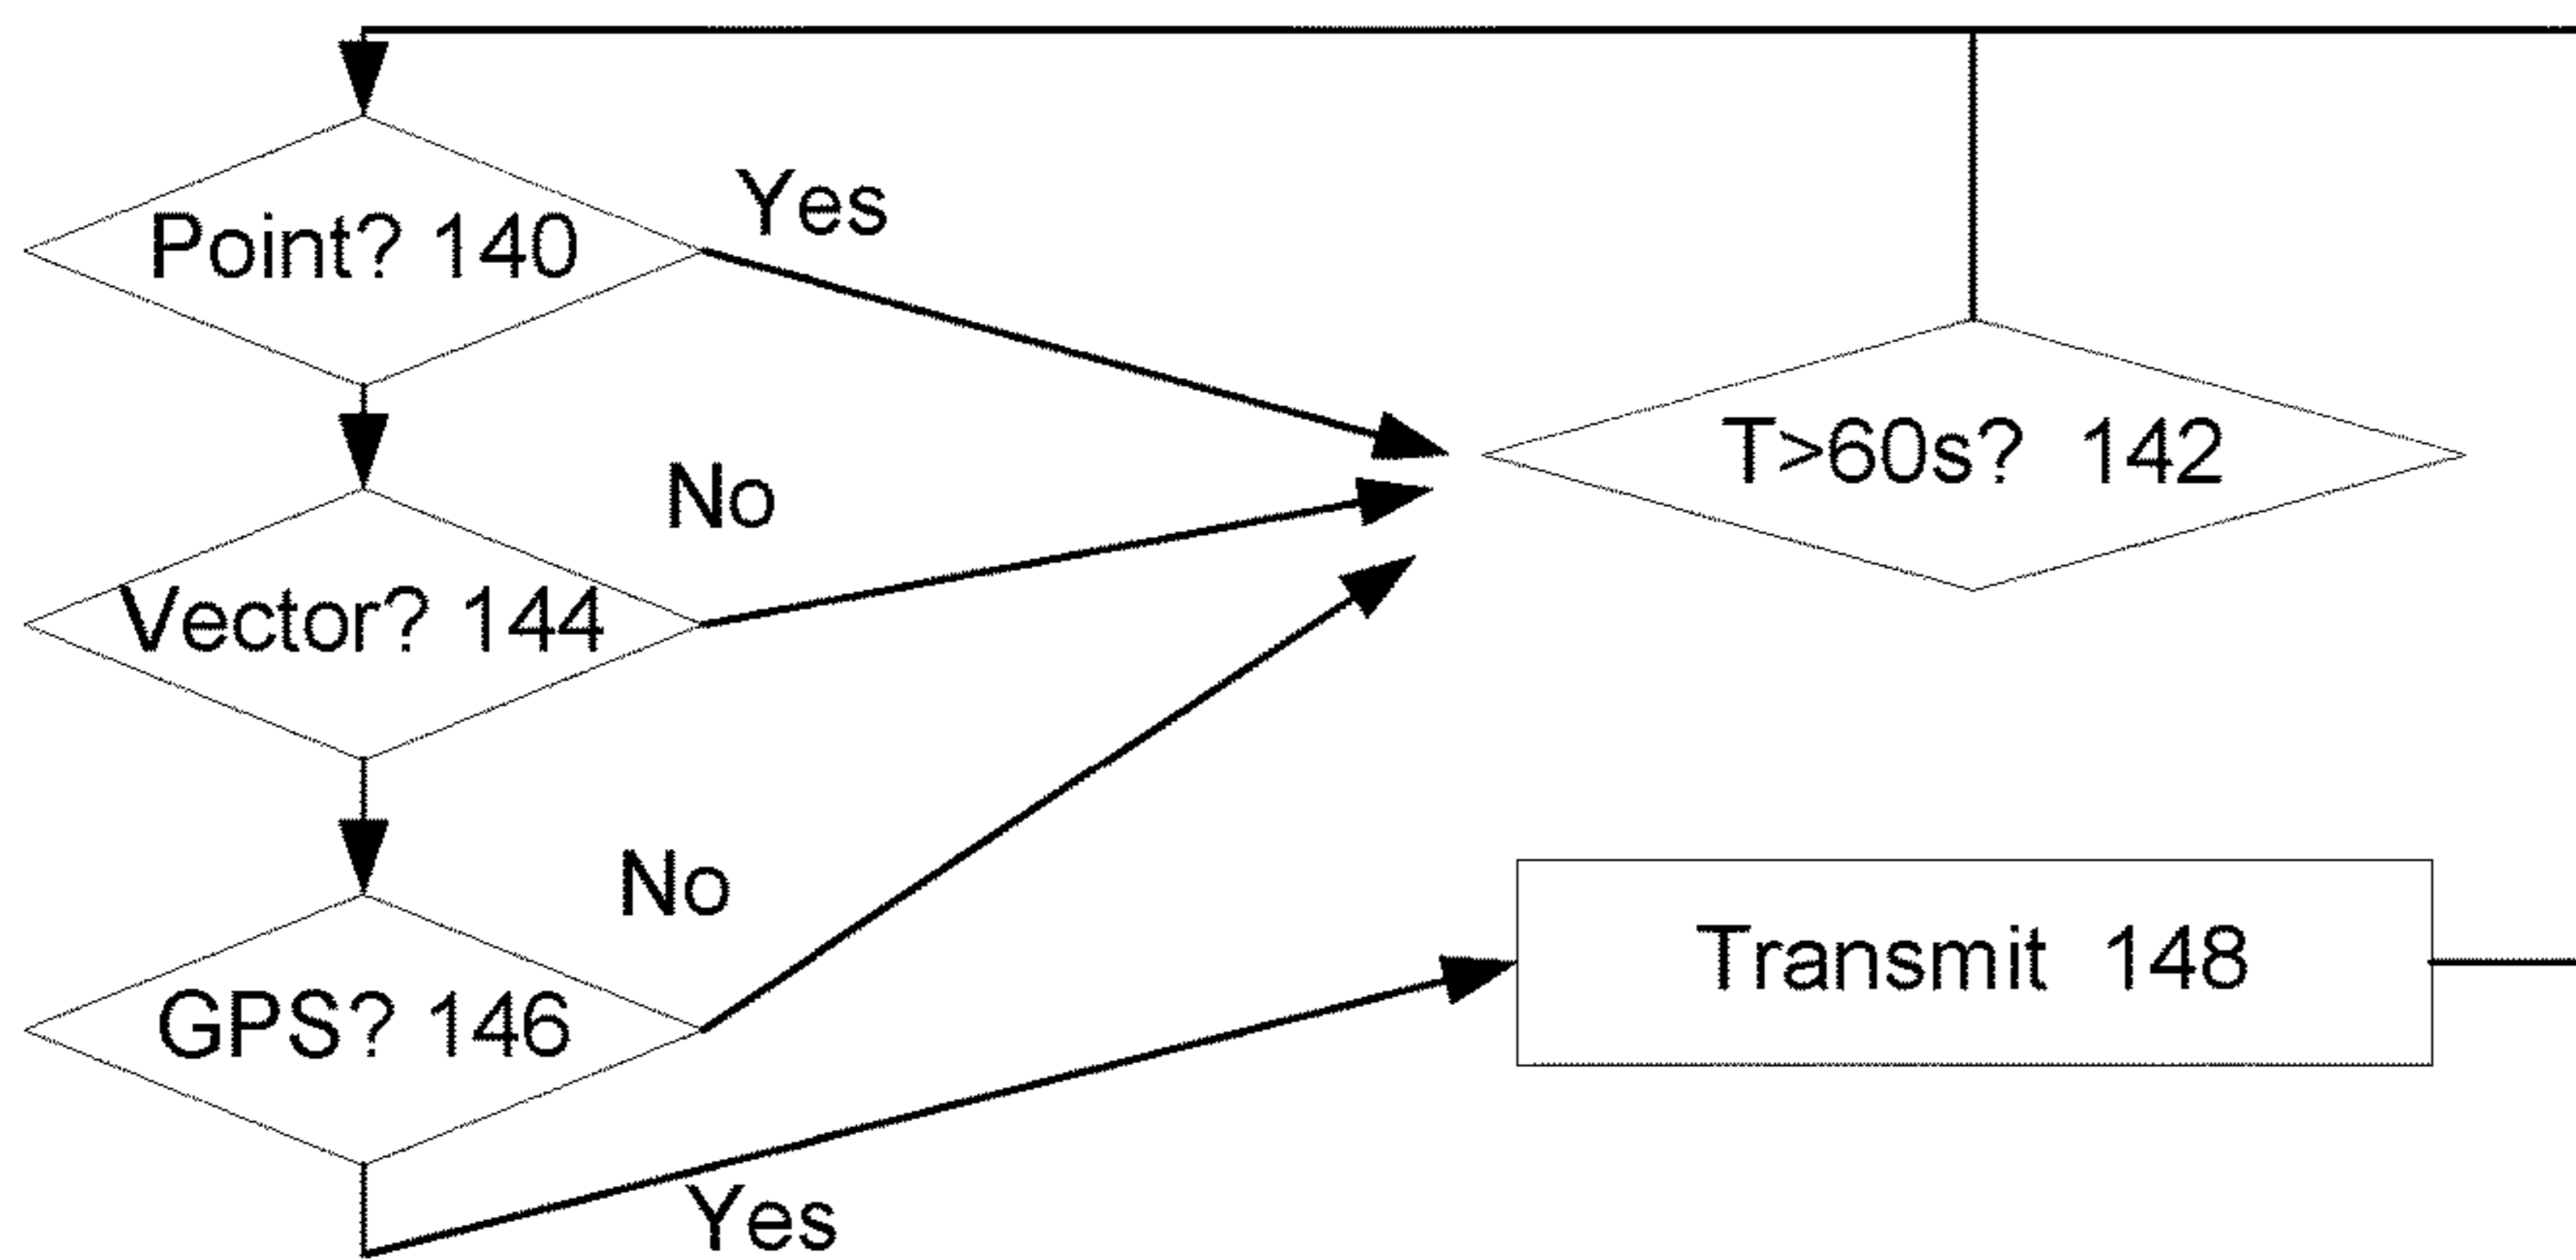 Yes
Point? 140
T>60s? 142
No
Vector? 144
No
Transmit 148
GPS? 146
Yes